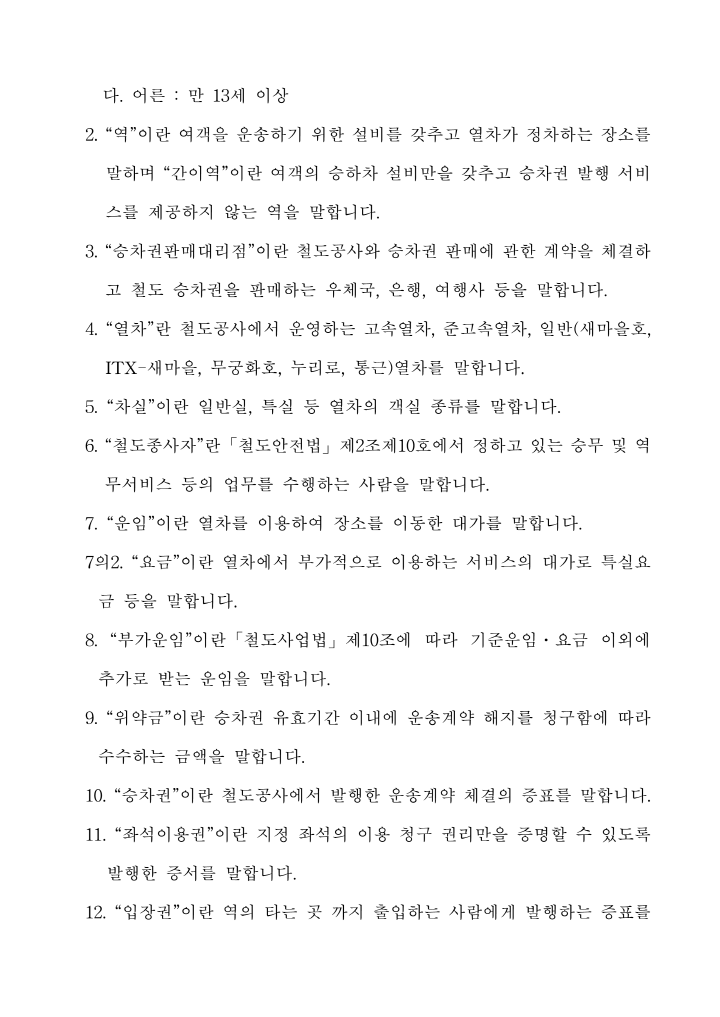 다. 어른 : 만 13세 이상
2. “역”이란 여객을 운송하기 위한 설비를 갖추고 열차가 정차하는 장소를
말하며 “간이역”이란 여객의 승하차 설비만을 갖추고 승차권 발행 서비
스를 제공하지 않는 역을 말합니다.
3. “승차권판매대리점”이란 철도공사와 승차권 판매에 관한 계약을 체결하
고 철도 승차권을 판매하는 우체국, 은행, 여행사 등을 말합니다.
4. “열차”란 철도공사에서 운영하는 고속열차, 준고속열차, 일반(새마을호,
ITX-새마을, 무궁화호, 누리로, 통근)열차를 말합니다.
5. “차실”이란 일반실, 특실 등 열차의 객실 종류를 말합니다.
6. “철도종사자”란「철도안전법」제2조제10호에서 정하고 있는 승무 및 역
무서비스 등의 업무를 수행하는 사람을 말합니다.
7. “운임”이란 열차를 이용하여 장소를 이동한 대가를 말합니다.
7의2. “요금”이란 열차에서 부가적으로 이용하는 서비스의 대가로 특실요
금 등을 말합니다.
8. “부가운임”이란「철도사업법」제10조에 따라 기준운임·요금 이외에
추가로 받는 운임을 말합니다.
9. “위약금”이란 승차권 유효기간 이내에 운송계약 해지를 청구함에 따라
수수하는 금액을 말합니다.
10. “승차권”이란 철도공사에서 발행한 운송계약 체결의 증표를 말합니다.
11. “좌석이용권”이란 지정 좌석의 이용 청구 권리만을 증명할 수 있도록
발행한 증서를 말합니다.
12. “입장권”이란 역의 타는 곳 까지 출입하는 사람에게 발행하는 증표를